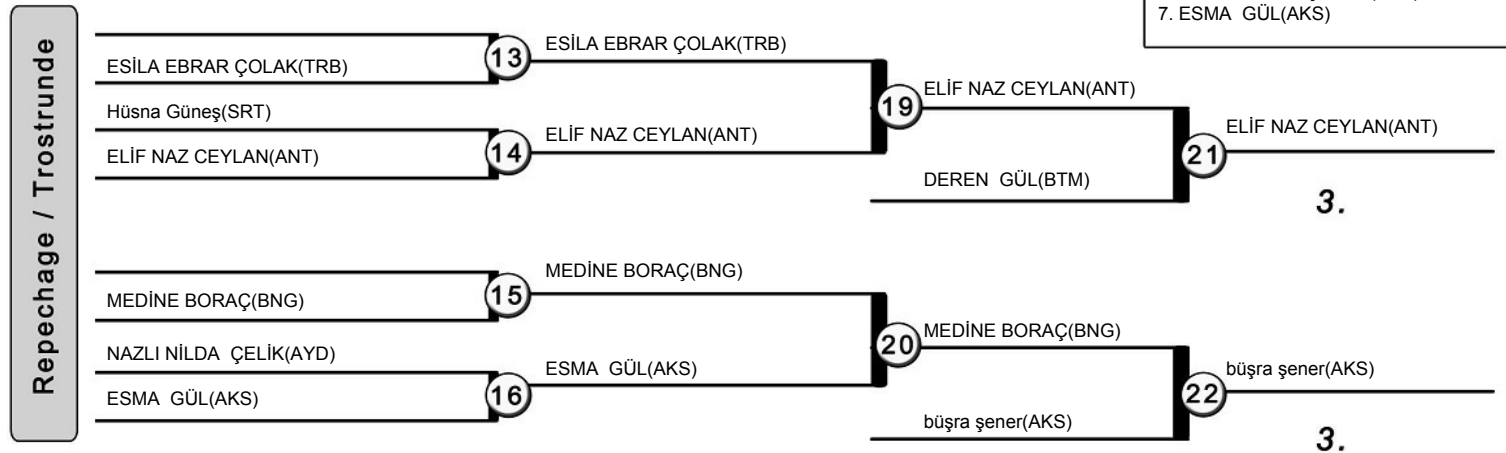 7. ESMA GÜL(AKS)
Repechage / Trostrunde
ESİLA EBRAR ÇOLAK(TRB)
13
ESİLA EBRAR ÇOLAK(TRB)
Hüsna Güneş(SRT)
ELİF NAZ CEYLAN(ANT)
14
ELİF NAZ CEYLAN(ANT)
19
ELİF NAZ CEYLAN(ANT)
DEREN GÜL(BTM)
21
ELİF NAZ CEYLAN(ANT)
3.
MEDİNE BORAÇ(BNG)
15
MEDİNE BORAÇ(BNG)
NAZLI NILDA ÇELİK(AYD)
ESMA GÜL(AKS)
16
ESMA GÜL(AKS)
20
MEDİNE BORAÇ(BNG)
büşra şener(AKS)
22
büşra şener(AKS)
3.